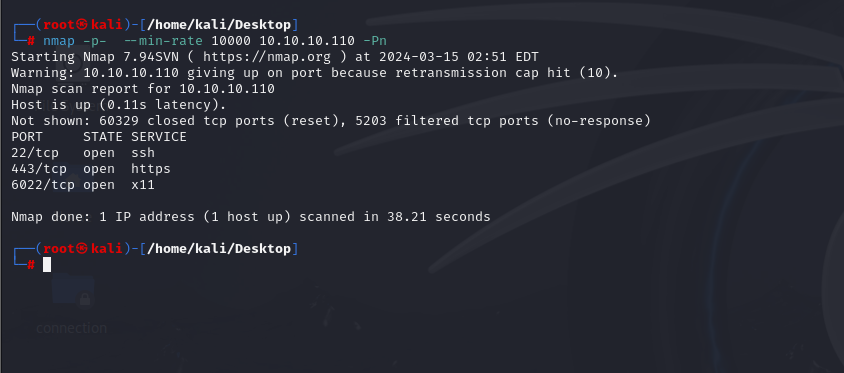 ┌──(root㉿kali)-[/home/kali/Desktop]
└─# nmap -p-  --min-rate 10000 10.10.10.110 -Pn
Starting Nmap 7.94SVN ( https://nmap.org ) at 2024-03-15 02:51 EDT
Warning: 10.10.10.110 giving up on port because retransmission cap hit (10).
Nmap scan report for 10.10.10.110
Host is up (0.11s latency).
Not shown: 60329 closed tcp ports (reset), 5203 filtered tcp ports (no-response)
PORT     STATE SERVICE
22/tcp   open  ssh
443/tcp  open  https
6022/tcp open  x11
Nmap done: 1 IP address (1 host up) scanned in 38.21 seconds
┌──(root㉿kali)-[/home/kali/Desktop]
└─#
connection